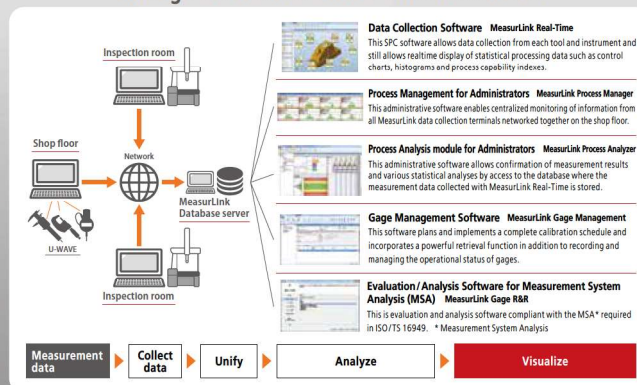 Inspection room
Shop floor
Network
MeasurLink
Database server
U-WAVE
Inspection room
Data Collection Software MeasurLink Real-Time
This SPC software allows data collection from each tool and instrument and
still allows realtime display of statistical processing data such as control
charts, histograms and process capability indexes.
Process Management for Administrators MeasurLink Process Manager
This administrative software enables centralized monitoring of information from
all MeasurLink data collection terminals networked together on the shop floor.
Process Analysis module for Administrators MeasurLink Process Analyzer
This administrative software allows confirmation of measurement results
and various statistical analyses by access to the database where the
measurement data collected with MeasurLink Real-Time is stored.
Gage Management Software MeasurLink Gage Management
This software plans and implements a complete calibration schedule and
incorporates a powerful retrieval function in addition to recording and
managing the operational status of gages.
Evaluation/Analysis Software for Measurement System
Analysis (MSA) MeasurLink Gage R&R
This is evaluation and analysis software compliant with the MSA* required
in ISO/TS 16949. * Measurement System Analysis
Measurement
data
Collect
data
Unify
Analyze
Visualize